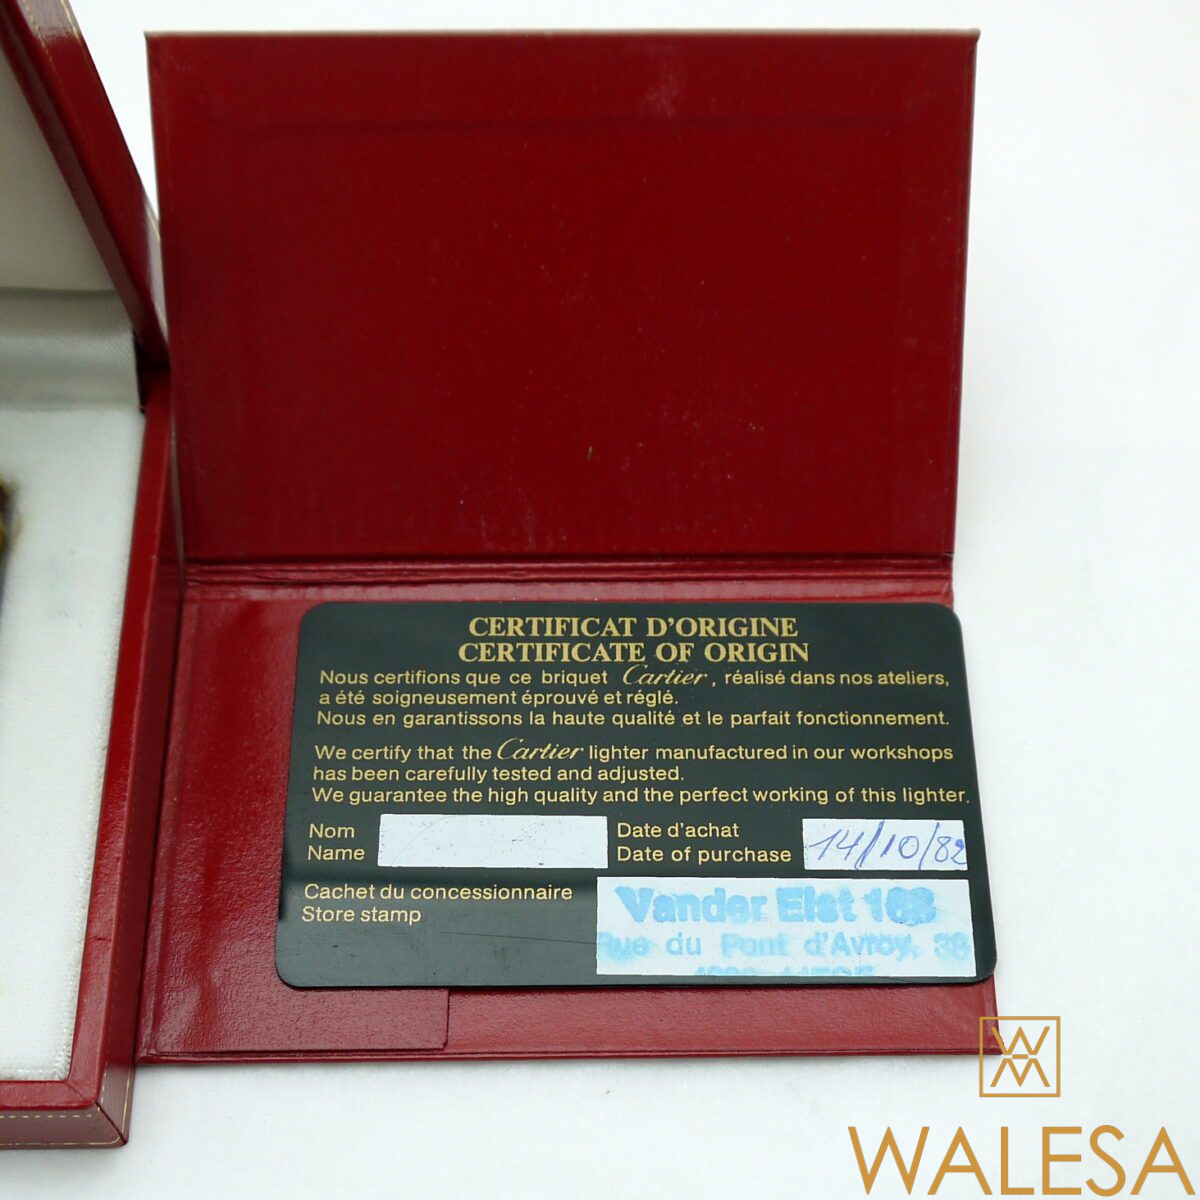 CERTIFICAT D'ORIGINE
CERTIFICATE OF ORIGIN
Nous certifions que ce briquet Cartier, réalisé dans nos ateliers,
a été soigneusement éprouvé et réglé.
Nous en garantissons la haute qualité et le parfait fonctionnement.
We certify that the Cartier lighter manufactured in our workshops
has been carefully tested and adjusted.
We guarantee the high quality and the perfect working of this lighter.
Nom
Name
Date d'achat
Date of purchase
14/10/82
Cachet du concessionnaire
Store stamp
Vander Elst
Rue du Pont d'Avroy,
WALESA